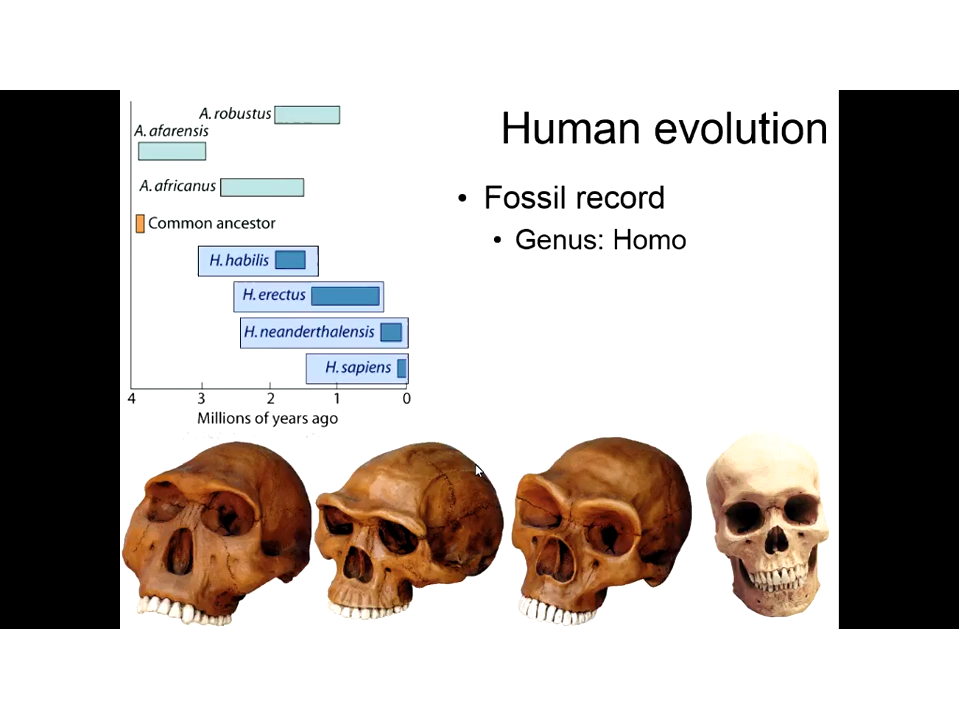 Human evolution
• Fossil record
• Genus: Homo
A. robustus
A. afarensis
A. africanus
Common ancestor
H. habilis
H. erectus
H. neanderthalensis
H. sapiens
4 3 2 1 0
Millions of years ago